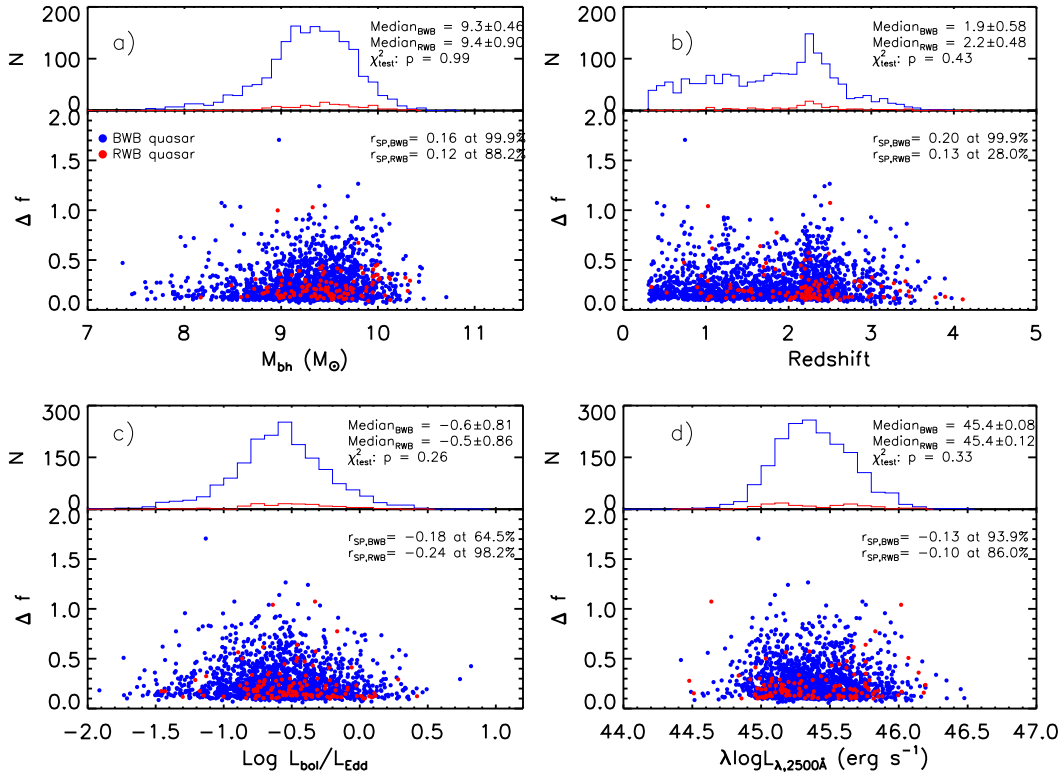 a)
Median_BWB = 9.3±0.46
Median_RWB = 9.4±0.90
χ²_test: p = 0.99
N
200
100
0
BWB quasar
RWB quasar
r_SP,BWB= 0.16 at 99.9%
r_SP,RWB= 0.12 at 88.2%
Δ f
2.0
1.5
1.0
0.5
0.0
7 8 9 10 11
M_bh (M_⊙)
b)
Median_BWB = 1.9±0.58
Median_RWB = 2.2±0.48
χ²_test: p = 0.43
N
200
100
0
r_SP,BWB= 0.20 at 99.9%
r_SP,RWB= 0.13 at 28.0%
Δ f
2.0
1.5
1.0
0.5
0.0
0 1 2 3 4 5
Redshift
c)
Median_BWB = −0.6±0.81
Median_RWB = −0.5±0.86
χ²_test: p = 0.26
N
300
150
0
r_SP,BWB= −0.18 at 64.5%
r_SP,RWB= −0.24 at 98.2%
Δ f
2.0
1.5
1.0
0.5
0.0
−2.0 −1.5 −1.0 −0.5 0.0 0.5 1.0
Log L_bol/L_Edd
d)
Median_BWB = 45.4±0.08
Median_RWB = 45.4±0.12
χ²_test: p = 0.33
N
300
150
0
r_SP,BWB= −0.13 at 93.9%
r_SP,RWB= −0.10 at 86.0%
Δ f
2.0
1.5
1.0
0.5
0.0
44.0 44.5 45.0 45.5 46.0 46.5 47.0
λlogL_λ,2500Å (erg s⁻¹)